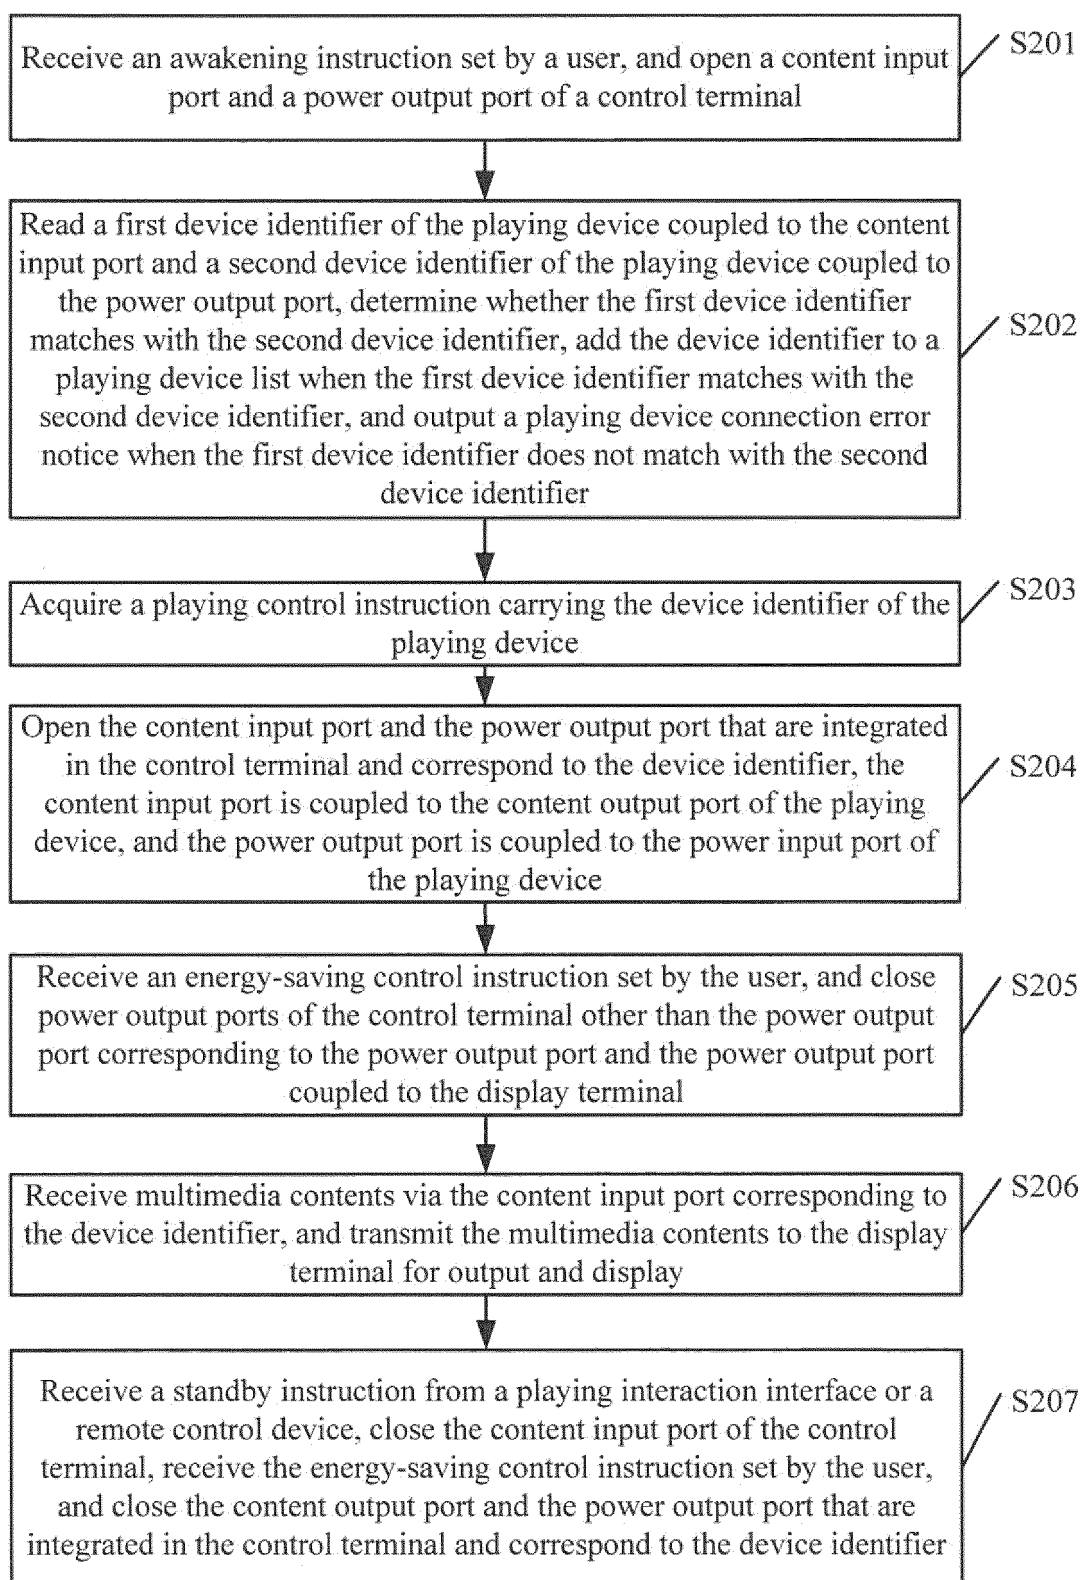 Receive an awakening instruction set by a user, and open a content input
port and a power output port of a control terminal
S201
Read a first device identifier of the playing device coupled to the content
input port and a second device identifier of the playing device coupled to
the power output port, determine whether the first device identifier
matches with the second device identifier, add the device identifier to a
playing device list when the first device identifier matches with the
second device identifier, and output a playing device connection error
notice when the first device identifier does not match with the second
device identifier
S202
Acquire a playing control instruction carrying the device identifier of the
playing device
S203
Open the content input port and the power output port that are integrated
in the control terminal and correspond to the device identifier, the
content input port is coupled to the content output port of the playing
device, and the power output port is coupled to the power input port of
the playing device
S204
Receive an energy-saving control instruction set by the user, and close
power output ports of the control terminal other than the power output
port corresponding to the power output port and the power output port
coupled to the display terminal
S205
Receive multimedia contents via the content input port corresponding to
the device identifier, and transmit the multimedia contents to the display
terminal for output and display
S206
Receive a standby instruction from a playing interaction interface or a
remote control device, close the content input port of the control
terminal, receive the energy-saving control instruction set by the user,
and close the content output port and the power output port that are
integrated in the control terminal and correspond to the device identifier
S207